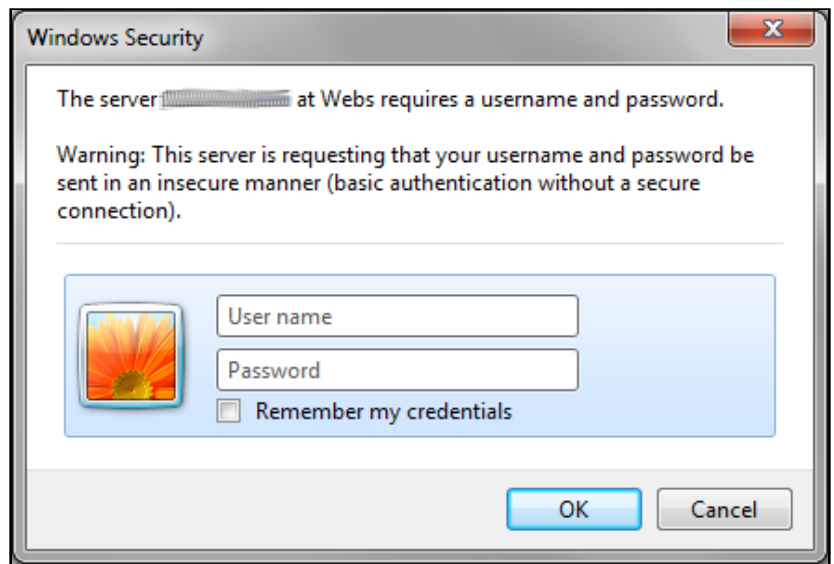 Windows Security
The server at Webs requires a username and password.
Warning: This server is requesting that your username and password be
sent in an insecure manner (basic authentication without a secure
connection).
User name
Password
Remember my credentials
OK
Cancel